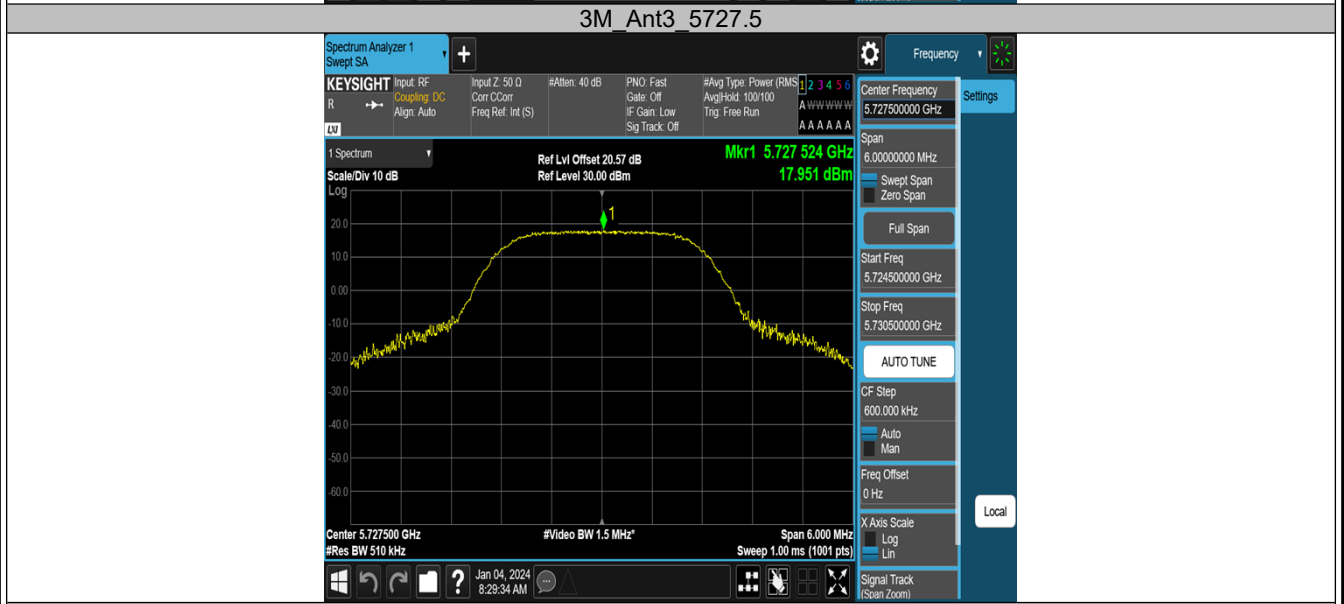 3M_Ant3_5727.5
Spectrum Analyzer 1
Swept SA
+
Frequency
KEYSIGHT
R
LXI
Input: RF
Coupling: DC
Align: Auto
Input Z: 50 Ω
Corr CCorr
Freq Ref: Int (S)
#Atten: 40 dB
PNO: Fast
Gate: Off
IF Gain: Low
Sig Track: Off
#Avg Type: Power (RMS
Avg|Hold: 100/100
Trig: Free Run
1 2 3 4 5 6
A W W W W W
A A A A A A
Center Frequency
5.727500000 GHz
Settings
1 Spectrum
Scale/Div 10 dB
Log
Ref Lvl Offset 20.57 dB
Ref Level 30.00 dBm
Mkr1 5.727 524 GHz
17.951 dBm
1
20.0
10.0
0.00
-10.0
-20.0
-30.0
-40.0
-50.0
-60.0
Center 5.727500 GHz
#Res BW 510 kHz
#Video BW 1.5 MHz*
Span 6.000 MHz
Sweep 1.00 ms (1001 pts)
Span
6.00000000 MHz
Swept Span
Zero Span
Full Span
Start Freq
5.724500000 GHz
Stop Freq
5.730500000 GHz
AUTO TUNE
CF Step
600.000 kHz
Auto
Man
Freq Offset
0 Hz
X Axis Scale
Log
Lin
Signal Track
(Span Zoom)
Local
?
Jan 04, 2024
8:29:34 AM